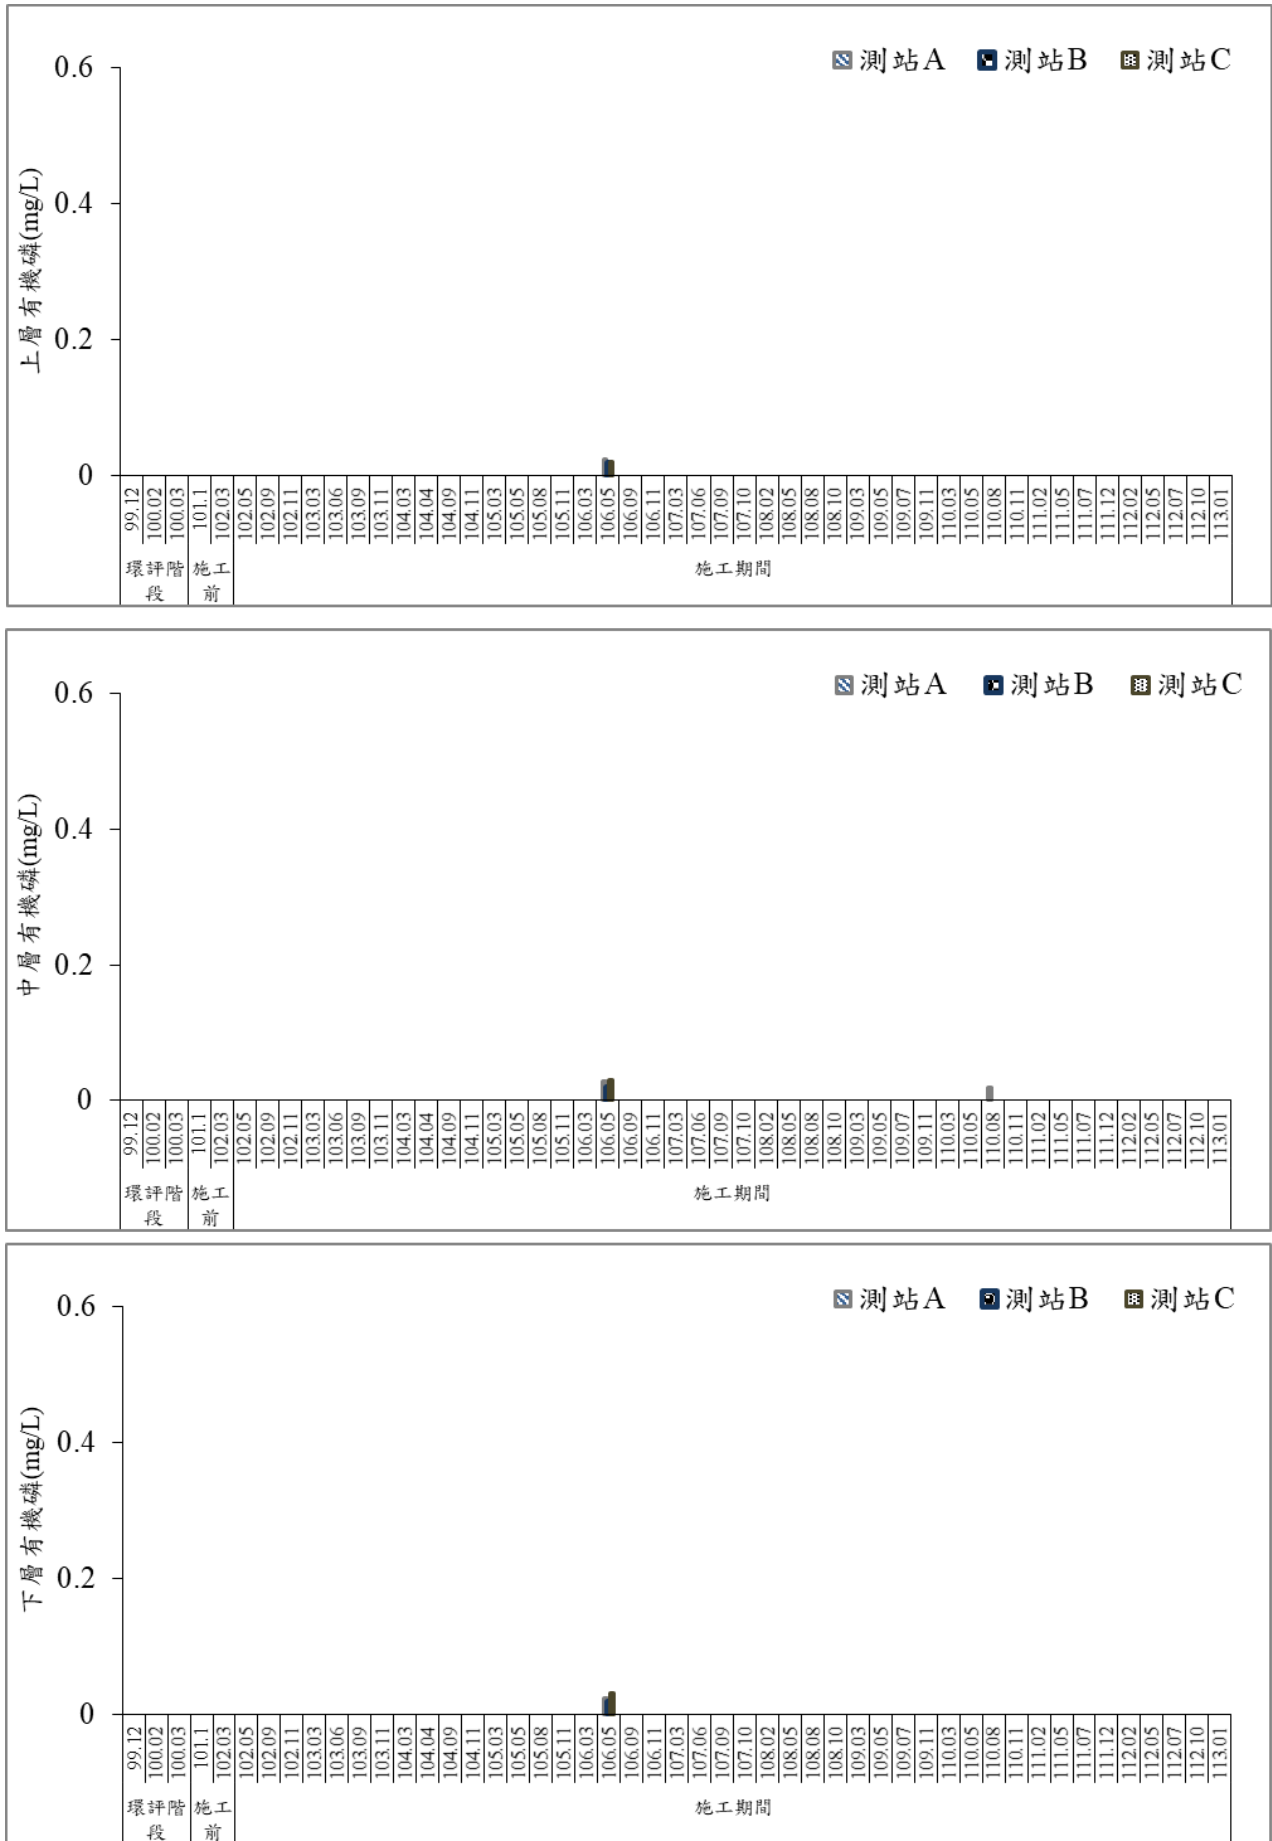 測站A 測站B 測站C
上層有機磷(mg/L)
0.6
0.4
0.2
0
99.12 100.02 100.03 101.1 102.03 102.05 102.09 102.11 103.03 103.06 103.09 103.11 104.03 104.04 104.09 104.11 105.03 105.05 105.08 105.11 106.03 106.05 106.09 106.11 107.03 107.06 107.09 107.10 108.02 108.05 108.08 108.10 109.03 109.05 109.07 109.11 110.03 110.05 110.08 110.11 111.02 111.05 111.07 111.12 112.02 112.05 112.07 112.10 113.01
環評階 施工 施工期間
段 前
測站A 測站B 測站C
中層有機磷(mg/L)
0.6
0.4
0.2
0
99.12 100.02 100.03 101.1 102.03 102.05 102.09 102.11 103.03 103.06 103.09 103.11 104.03 104.04 104.09 104.11 105.03 105.05 105.08 105.11 106.03 106.05 106.09 106.11 107.03 107.06 107.09 107.10 108.02 108.05 108.08 108.10 109.03 109.05 109.07 109.11 110.03 110.05 110.08 110.11 111.02 111.05 111.07 111.12 112.02 112.05 112.07 112.10 113.01
環評階 施工 施工期間
段 前
測站A 測站B 測站C
下層有機磷(mg/L)
0.6
0.4
0.2
0
99.12 100.02 100.03 101.1 102.03 102.05 102.09 102.11 103.03 103.06 103.09 103.11 104.03 104.04 104.09 104.11 105.03 105.05 105.08 105.11 106.03 106.05 106.09 106.11 107.03 107.06 107.09 107.10 108.02 108.05 108.08 108.10 109.03 109.05 109.07 109.11 110.03 110.05 110.08 110.11 111.02 111.05 111.07 111.12 112.02 112.05 112.07 112.10 113.01
環評階 施工 施工期間
段 前